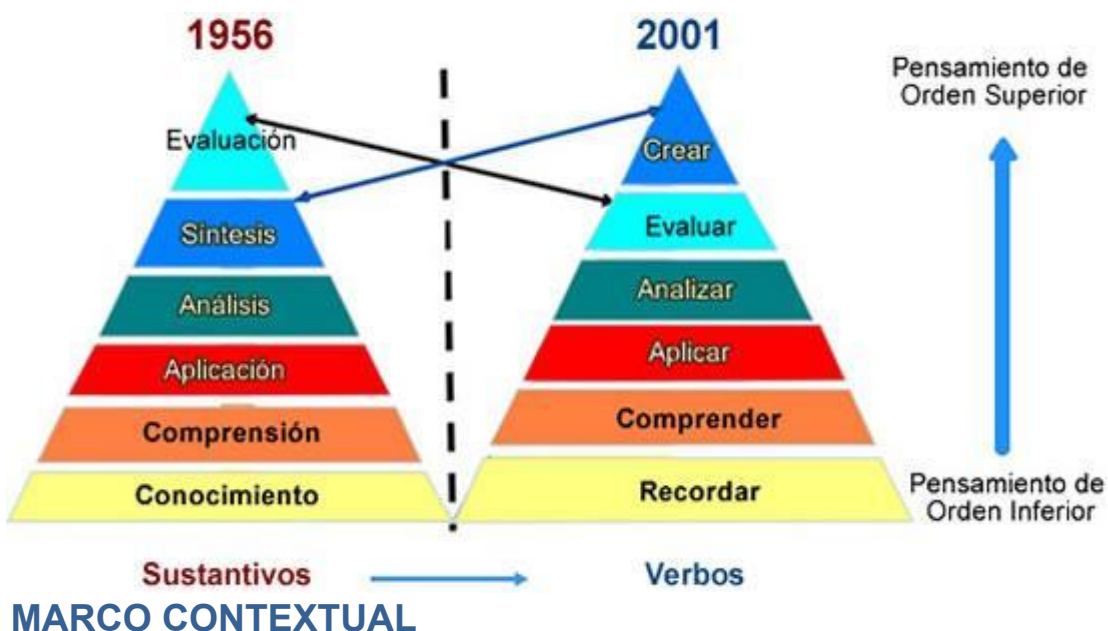 1956
2001
Pensamiento de
Orden Superior
Evaluación
Síntesis
Análisis
Aplicación
Comprensión
Conocimiento
Crear
Evaluar
Analizar
Aplicar
Comprender
Recordar
Pensamiento de
Orden Inferior
Sustantivos
Verbos
MARCO CONTEXTUAL